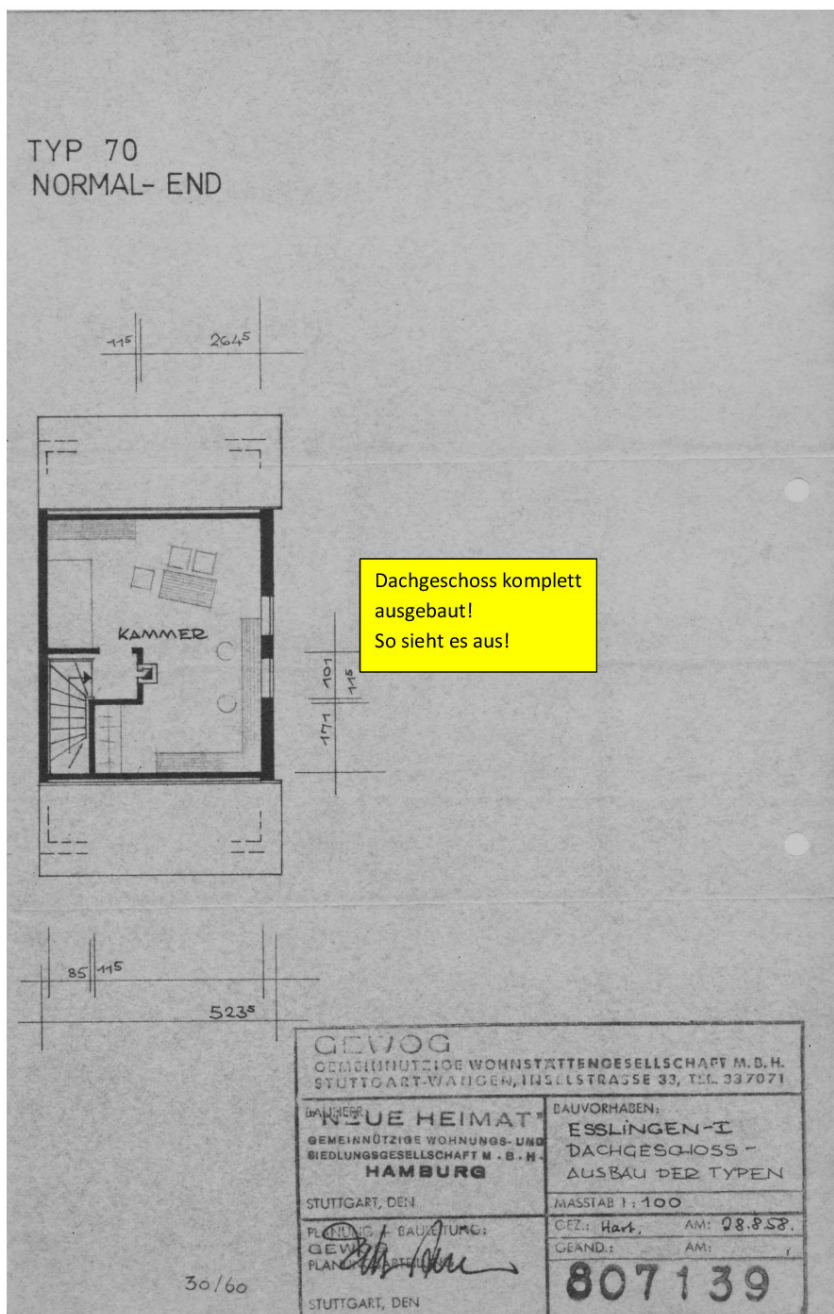 TYP 70
NORMAL- END
11⁵ 264⁵
KAMMER
Dachgeschoss komplett
ausgebaut!
So sieht es aus!
101
11⁵
171
85 11⁵
523⁵
GEWOG
GEMEINNÜTZIGE WOHNSTÄTTENGESELLSCHAFT M. B. H.
STUTTGART-WANGEN, INSELSTRASSE 33, TEL. 337071
BAUHERR:
"NEUE HEIMAT"
GEMEINNÜTZIGE WOHNUNGS- UND
SIEDLUNGSGESELLSCHAFT M . B . H .
HAMBURG
STUTTGART, DEN
BAUVORHABEN:
ESSLINGEN-I
DACHGESCHOSS -
AUSBAU DER TYPEN
MASSTAB 1 : 100
PLANUNG + BAULEITUNG:
GEWOG
PLANUNGSABTEILUNG
STUTTGART, DEN
GEZ.: Hart. AM: 28.8.58.
GEÄND.: AM:
807139
30/60